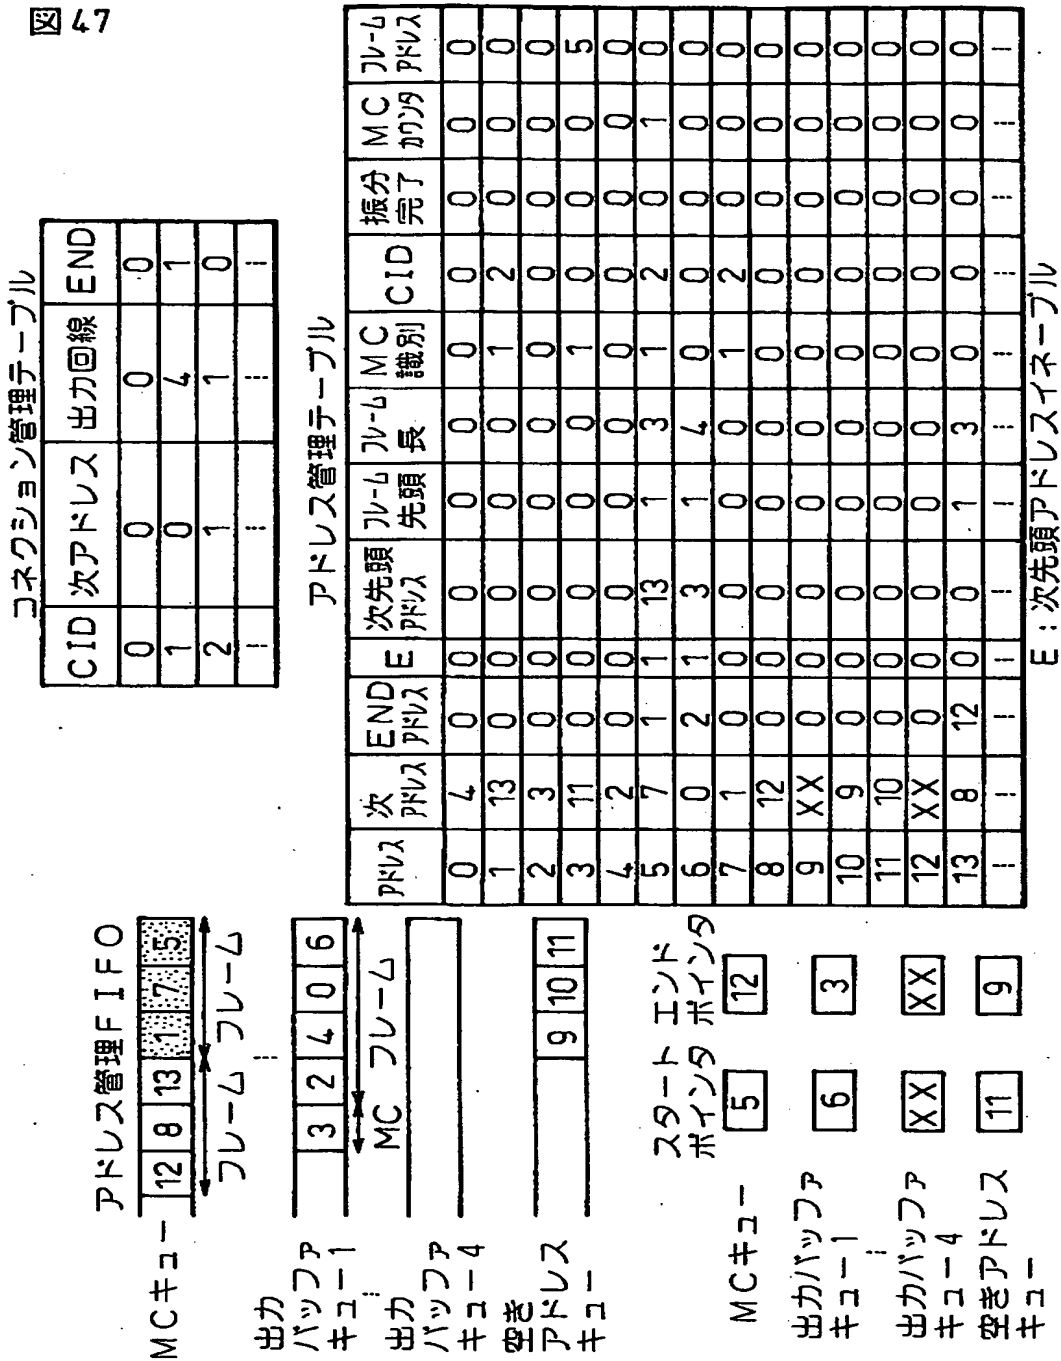 図47
コネクション管理テーブル
CID 次アドレス 出力回線 END
0 0 0 0
1 0 4 1
2 1 1 0
アドレス管理FIFO
MCキュー 12 8 13 1 7 5
フレーム フレーム
出力バッファキュー1 3 2 4 0 6
MC フレーム
出力バッファキュー4
空きアドレスキュー 9 10 11
スタートポインタ エンドポインタ
MCキュー 5 12
出力バッファキュー1 6 3
出力バッファキュー4 XX XX
空きアドレスキュー 11 9
アドレス管理テーブル
アドレス 次アドレス ENDアドレス E 次先頭アドレス フレーム先頭 フレーム長 MC識別 CID 振分完了 MCカウンタ フレームアドレス
0 4 0 0 0 0 0 0 0 0 0 0
1 13 0 0 0 0 0 1 2 0 0 0
2 3 0 0 0 0 0 0 0 0 0 0
3 11 0 0 0 0 0 1 0 0 0 5
4 2 0 0 0 0 0 0 0 0 0 0
5 7 1 1 13 1 3 1 2 0 1 0
6 0 2 1 3 1 4 0 0 0 0 0
7 1 0 0 0 0 0 1 2 0 0 0
8 12 0 0 0 0 0 0 0 0 0 0
9 XX 0 0 0 0 0 0 0 0 0 0
10 9 0 0 0 0 0 0 0 0 0 0
11 10 0 0 0 0 0 0 0 0 0 0
12 XX 0 0 0 0 0 0 0 0 0 0
13 8 12 0 0 1 3 0 0 0 0 0
E:次先頭アドレスイネーブル